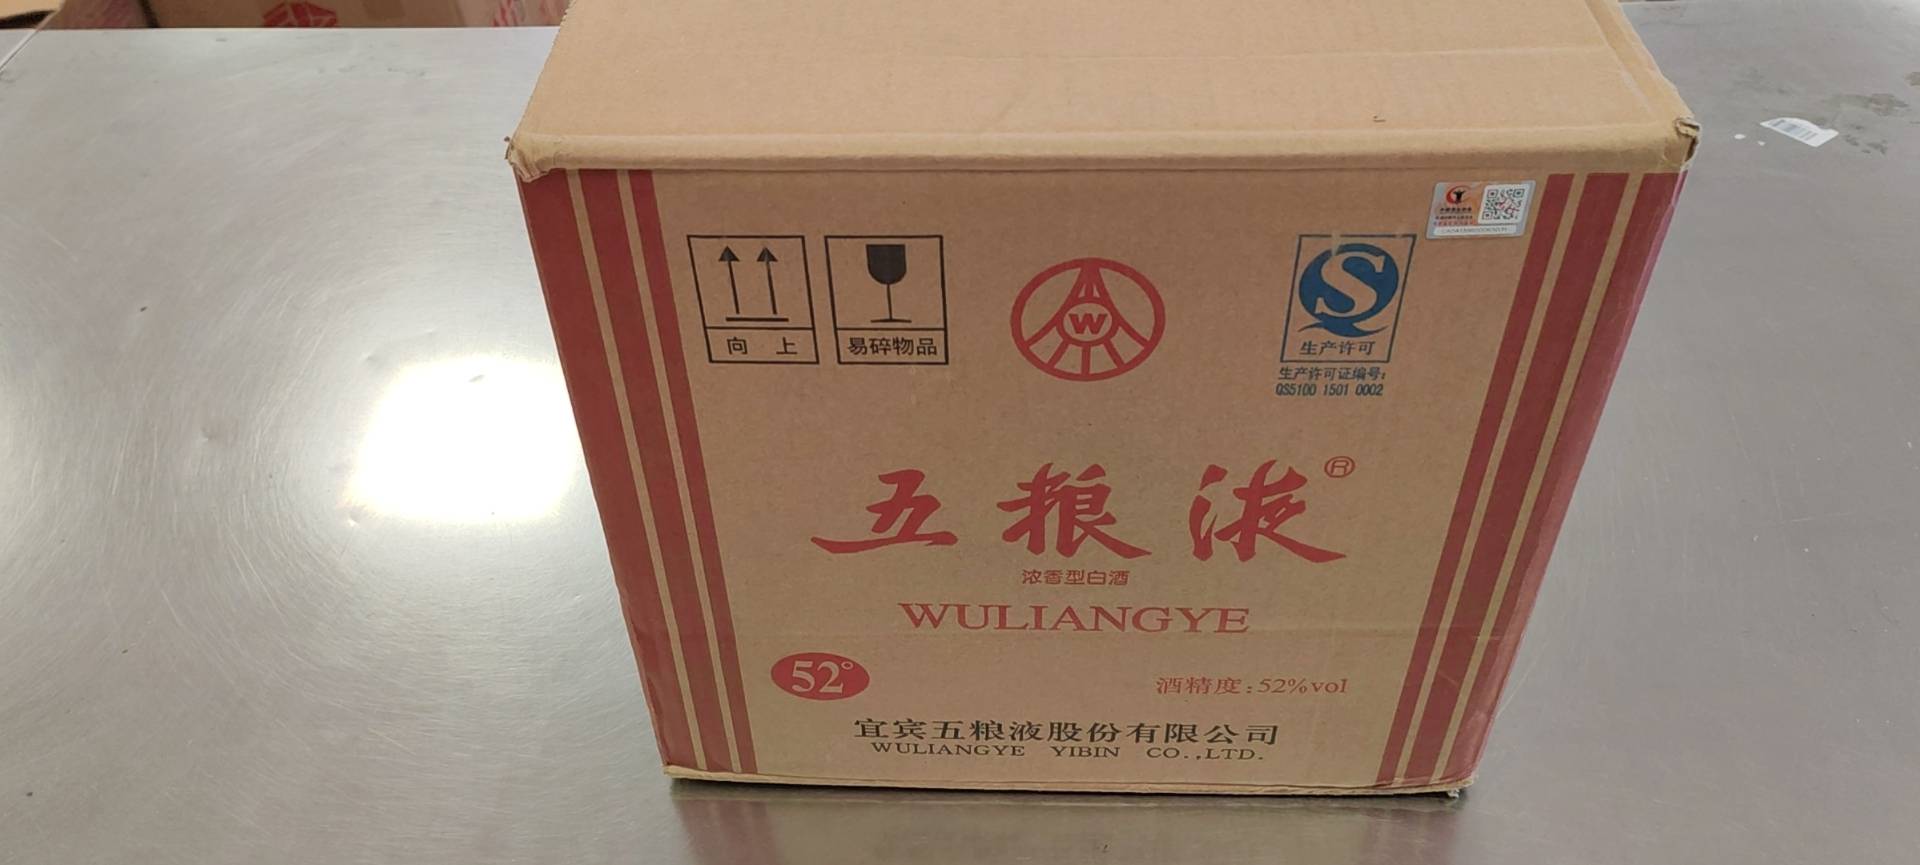 向 上
易碎物品
W
S
生产许可
生产许可证编号:
QS5100 1501 0002
五粮液®
浓香型白酒
WULIANGYE
52°
酒精度:52%vol
宜宾五粮液股份有限公司
WULIANGYE YIBIN CO.,LTD.